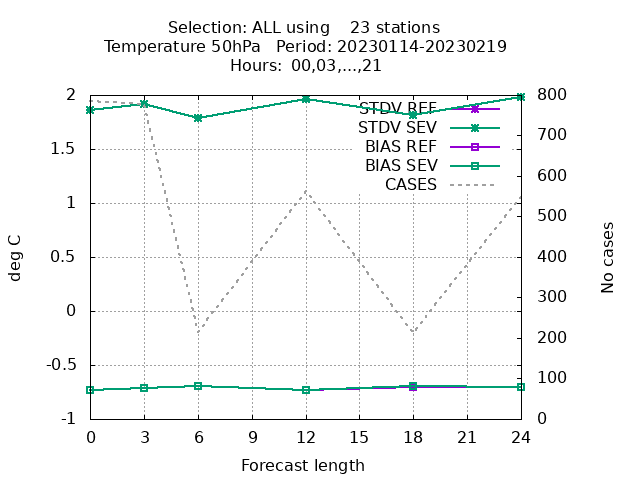 Selection: ALL using 23 stations
Temperature 50hPa Period: 20230114-20230219
Hours: 00,03,...,21
2
1.5
1
0.5
0
-0.5
-1
deg C
STDV REF
STDV SEV
BIAS REF
BIAS SEV
CASES
800
700
600
500
400
300
200
100
0
No cases
0 3 6 9 12 15 18 21 24
Forecast length